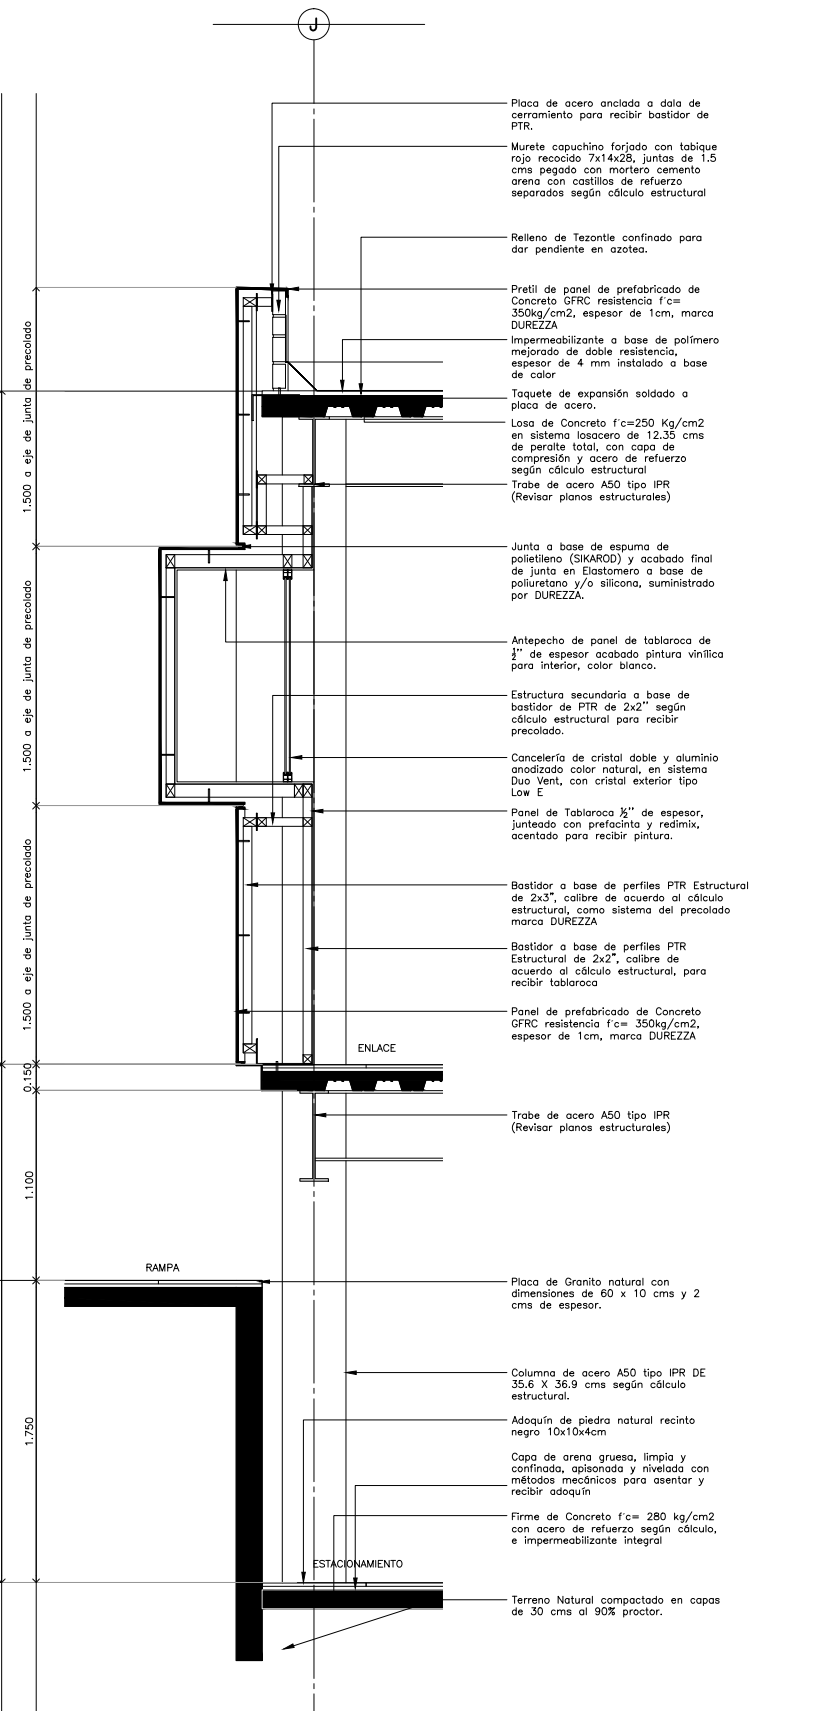 J
Placa de acero anclada a dala de
cerramiento para recibir bastidor de
PTR.
Murete capuchino forjado con tabique
rojo recocido 7x14x28, juntas de 1.5
cms pegado con mortero cemento
arena con castillos de refuerzo
separados según cálculo estructural
Relleno de Tezontle confinado para
dar pendiente en azotea.
Pretil de panel de prefabricado de
Concreto GFRC resistencia f'c=
350kg/cm2, espesor de 1cm, marca
DUREZZA
Impermeabilizante a base de polímero
mejorado de doble resistencia,
espesor de 4 mm instalado a base
de calor
Taquete de expansión soldado a
placa de acero.
Losa de Concreto f'c=250 Kg/cm2
en sistema losacero de 12.35 cms
de peralte total, con capa de
compresión y acero de refuerzo
según cálculo estructural
Trabe de acero A50 tipo IPR
(Revisar planos estructurales)
Junta a base de espuma de
polietileno (SIKAROD) y acabado final
de junta en Elastomero a base de
poliuretano y/o silicona, suministrado
por DUREZZA.
Antepecho de panel de tablaroca de
½'' de espesor acabado pintura vinílica
para interior, color blanco.
Estructura secundaria a base de
bastidor de PTR de 2x2'' según
cálculo estructural para recibir
precolado.
Cancelería de cristal doble y aluminio
anodizado color natural, en sistema
Duo Vent, con cristal exterior tipo
Low E
Panel de Tablaroca ½'' de espesor,
junteado con prefacinta y redimix,
acentado para recibir pintura.
Bastidor a base de perfiles PTR Estructural
de 2x3", calibre de acuerdo al cálculo
estructural, como sistema del precolado
marca DUREZZA
Bastidor a base de perfiles PTR
Estructural de 2x2", calibre de
acuerdo al cálculo estructural, para
recibir tablaroca
Panel de prefabricado de Concreto
GFRC resistencia f'c= 350kg/cm2,
espesor de 1cm, marca DUREZZA
ENLACE
Trabe de acero A50 tipo IPR
(Revisar planos estructurales)
RAMPA
Placa de Granito natural con
dimensiones de 60 x 10 cms y 2
cms de espesor.
Columna de acero A50 tipo IPR DE
35.6 X 36.9 cms según cálculo
estructural.
Adoquín de piedra natural recinto
negro 10x10x4cm
Capa de arena gruesa, limpia y
confinada, apisonada y nivelada con
métodos mecánicos para asentar y
recibir adoquín
Firme de Concreto f'c= 280 kg/cm2
con acero de refuerzo según cálculo,
e impermeabilizante integral
ESTACIONAMIENTO
Terreno Natural compactado en capas
de 30 cms al 90% proctor.
1.500 a eje de junta de precolado
1.500 a eje de junta de precolado
1.500 a eje de junta de precolado
0.150
1.100
1.750